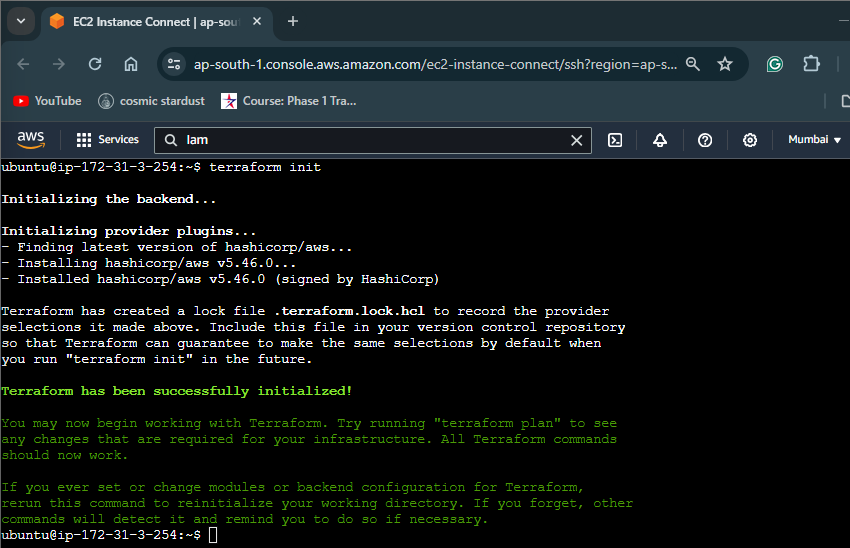 EC2 Instance Connect | ap-sou
ap-south-1.console.aws.amazon.com/ec2-instance-connect/ssh?region=ap-s...
YouTube
cosmic stardust
Course: Phase 1 Tra...
aws
Services
lam
Mumbai
ubuntu@ip-172-31-3-254:~$ terraform init
Initializing the backend...
Initializing provider plugins...
- Finding latest version of hashicorp/aws...
- Installing hashicorp/aws v5.46.0...
- Installed hashicorp/aws v5.46.0 (signed by HashiCorp)
Terraform has created a lock file .terraform.lock.hcl to record the provider
selections it made above. Include this file in your version control repository
so that Terraform can guarantee to make the same selections by default when
you run "terraform init" in the future.
Terraform has been successfully initialized!
You may now begin working with Terraform. Try running "terraform plan" to see
any changes that are required for your infrastructure. All Terraform commands
should now work.
If you ever set or change modules or backend configuration for Terraform,
rerun this command to reinitialize your working directory. If you forget, other
commands will detect it and remind you to do so if necessary.
ubuntu@ip-172-31-3-254:~$